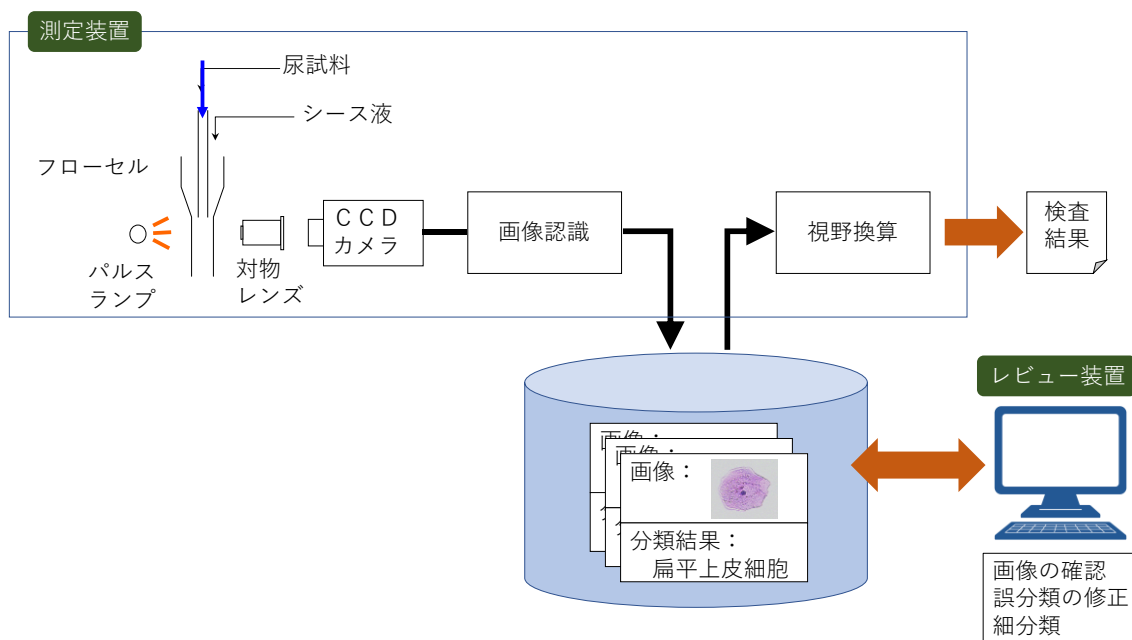 測定装置
尿試料
シース液
フローセル
パルス
ランプ
対物
レンズ
ＣＣＤ
カメラ
画像認識
視野換算
検査
結果
レビュー装置
画像：
画像：
画像：
分類結果：
扁平上皮細胞
画像の確認
誤分類の修正
細分類